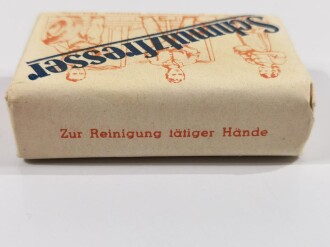 Schmutzfresser
Zur Reinigung tätiger Hände